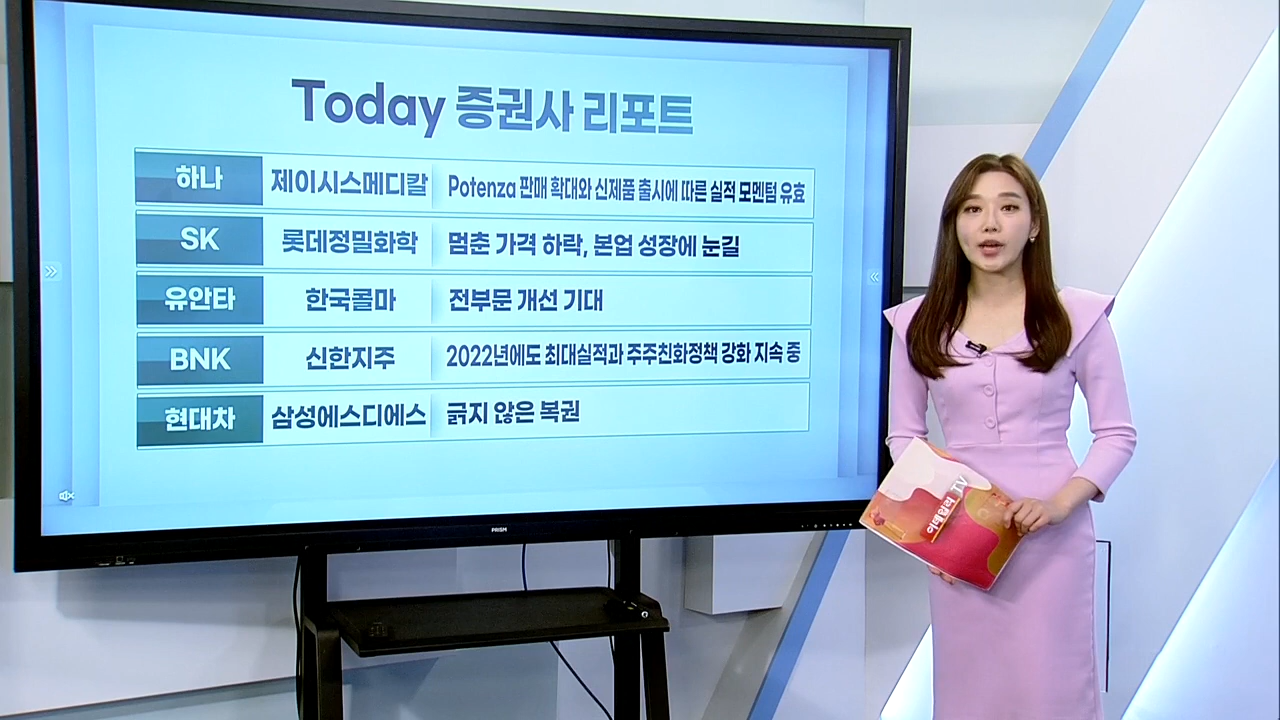 Today 증권사 리포트
하나 제이시스메디칼 Potenza 판매 확대와 신제품 출시에 따른 실적 모멘텀 유효
SK 롯데정밀화학 멈춘 가격 하락, 본업 성장에 눈길
유안타 한국콜마 전부문 개선 기대
BNK 신한지주 2022년에도 최대실적과 주주친화정책 강화 지속 중
현대차 삼성에스디에스 긁지 않은 복권
PRISM
이데일리 TV